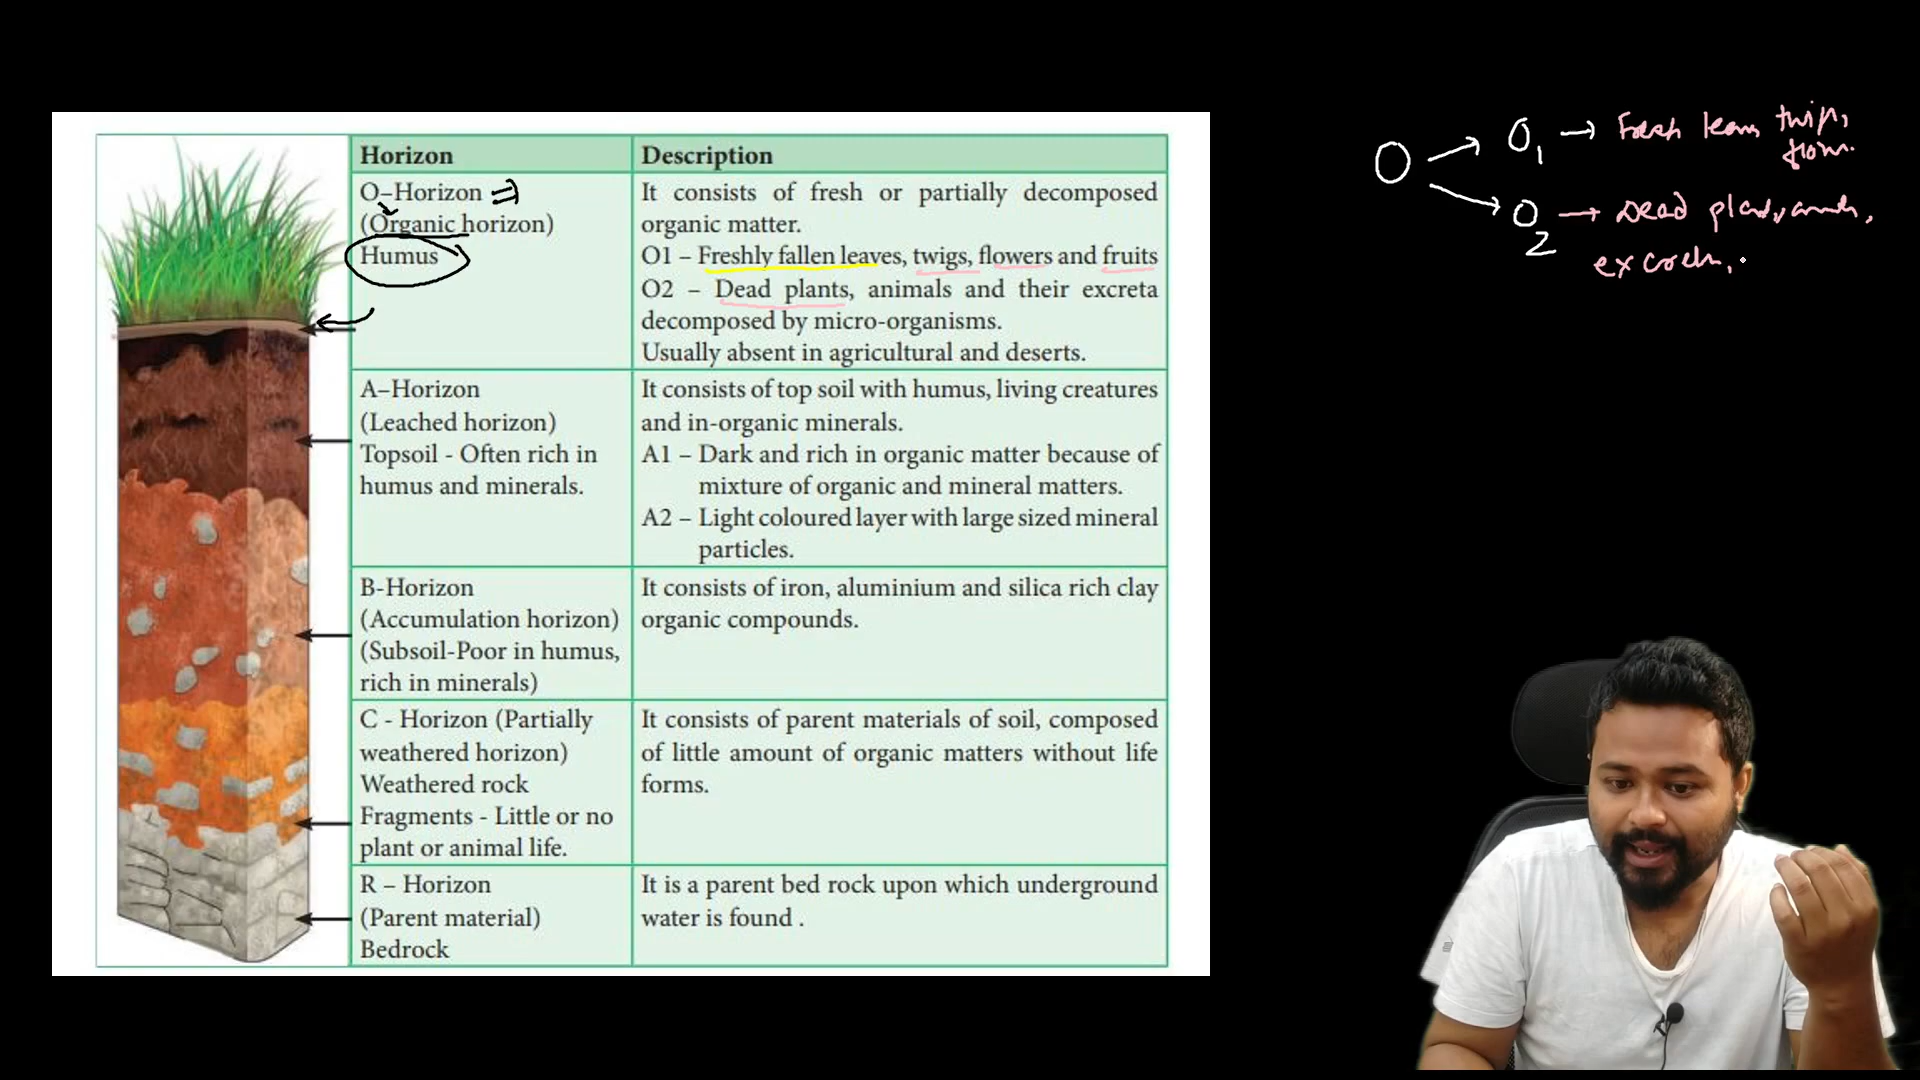 Horizon
Description
O–Horizon
(Organic horizon)
Humus
It consists of fresh or partially decomposed
organic matter.
O1 – Freshly fallen leaves, twigs, flowers and fruits
O2 – Dead plants, animals and their excreta
decomposed by micro-organisms.
Usually absent in agricultural and deserts.
A–Horizon
(Leached horizon)
Topsoil - Often rich in
humus and minerals.
It consists of top soil with humus, living creatures
and in-organic minerals.
A1 – Dark and rich in organic matter because of
mixture of organic and mineral matters.
A2 – Light coloured layer with large sized mineral
particles.
B-Horizon
(Accumulation horizon)
(Subsoil-Poor in humus,
rich in minerals)
It consists of iron, aluminium and silica rich clay
organic compounds.
C - Horizon (Partially
weathered horizon)
Weathered rock
Fragments - Little or no
plant or animal life.
It consists of parent materials of soil, composed
of little amount of organic matters without life
forms.
R – Horizon
(Parent material)
Bedrock
It is a parent bed rock upon which underground
water is found .
O
O1 → Fresh
O2 → Dead